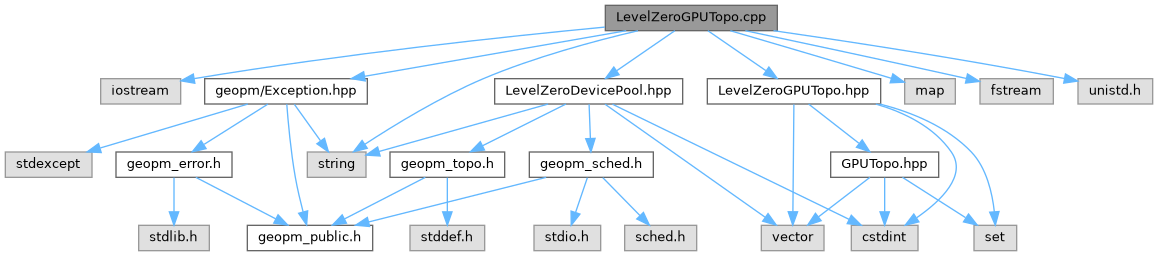 LevelZeroGPUTopo.cpp
iostream
geopm/Exception.hpp
LevelZeroDevicePool.hpp
LevelZeroGPUTopo.hpp
map
fstream
unistd.h
stdexcept
geopm_error.h
string
geopm_topo.h
geopm_sched.h
GPUTopo.hpp
stdlib.h
geopm_public.h
stddef.h
stdio.h
sched.h
vector
cstdint
set